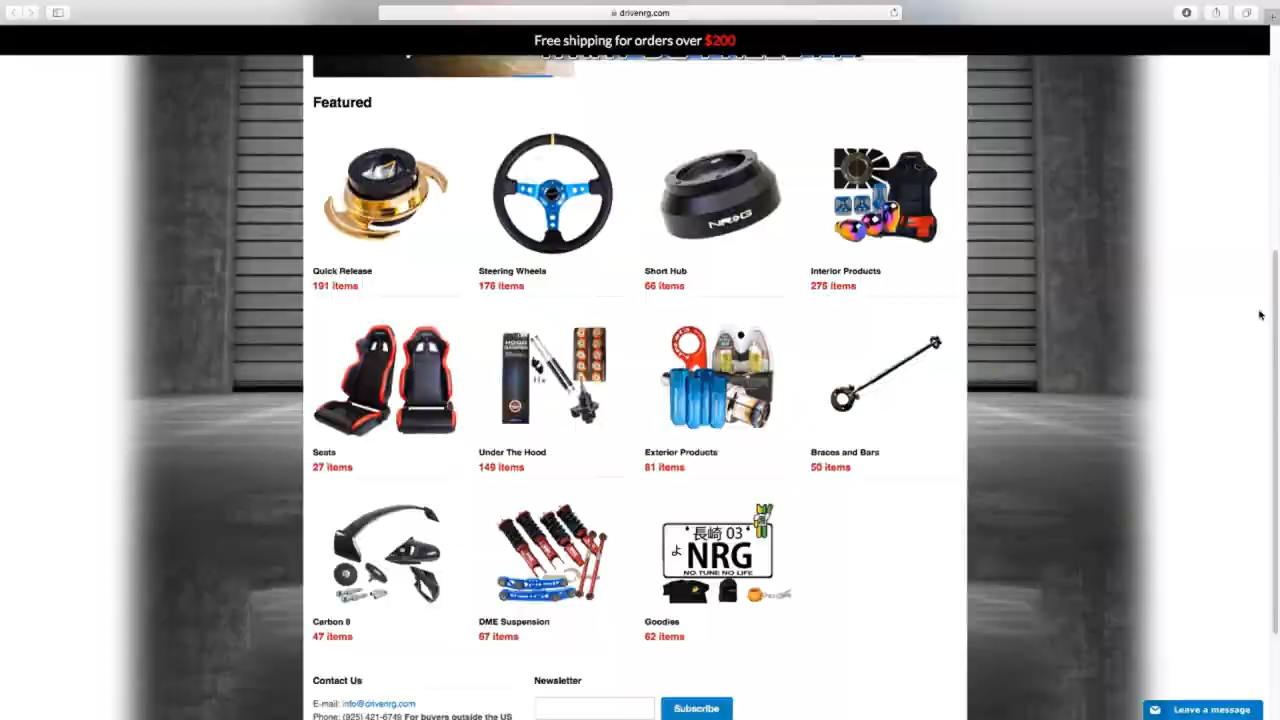 drivenrg.com
Free shipping for orders over $200
Featured
NRG
Quick Release
191 items
Steering Wheels
176 items
Short Hub
66 items
Interior Products
275 items
HOOD
Seats
27 items
Under The Hood
149 items
Exterior Products
81 items
Braces and Bars
50 items
長崎 03
よ NRG
NO TUNE NO LIFE
Carbon 8
47 items
DME Suspension
67 items
Goodies
62 items
Contact Us
Newsletter
E-mail: info@drivenrg.com
Subscribe
Phone: (925) 421-6749 For buyers outside the US
Leave a message